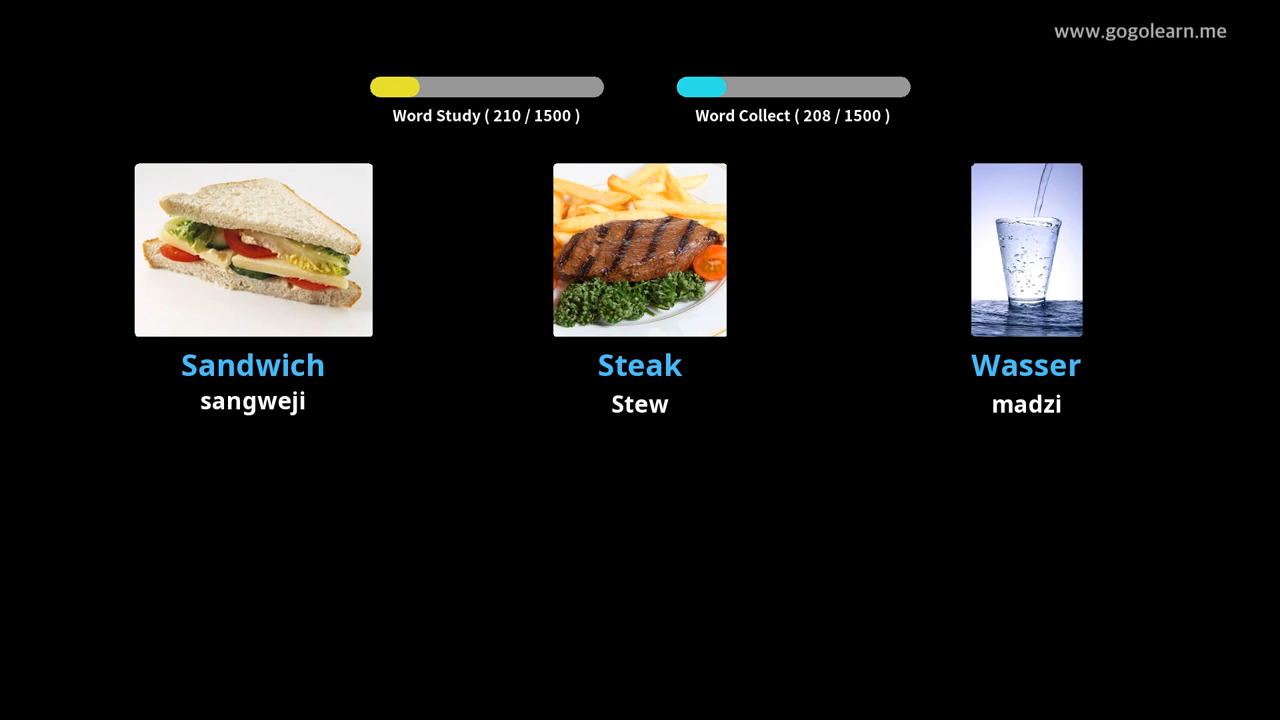 www.gogolearn.me
Word Study ( 210 / 1500 )
Word Collect ( 208 / 1500 )
Sandwich
sangweji
Steak
Stew
Wasser
madzi